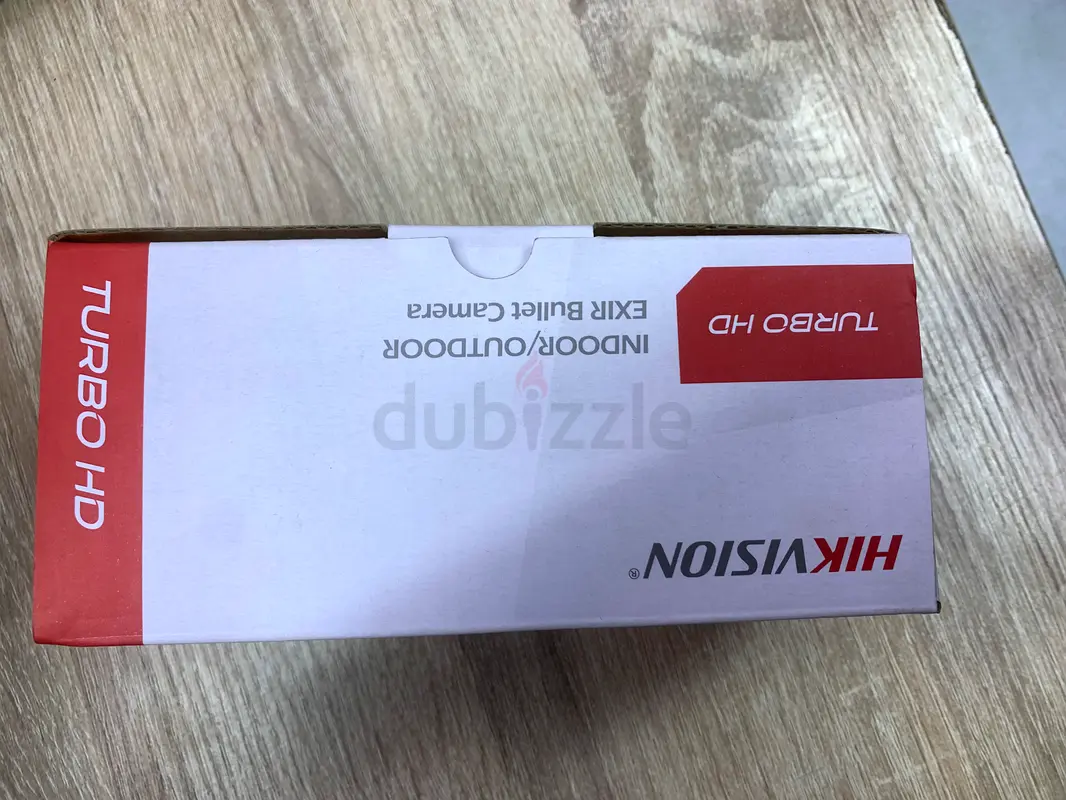 HIKVISION®
TURBO HD
INDOOR/OUTDOOR
EXIR Bullet Camera
TURBO HD
dubizzle